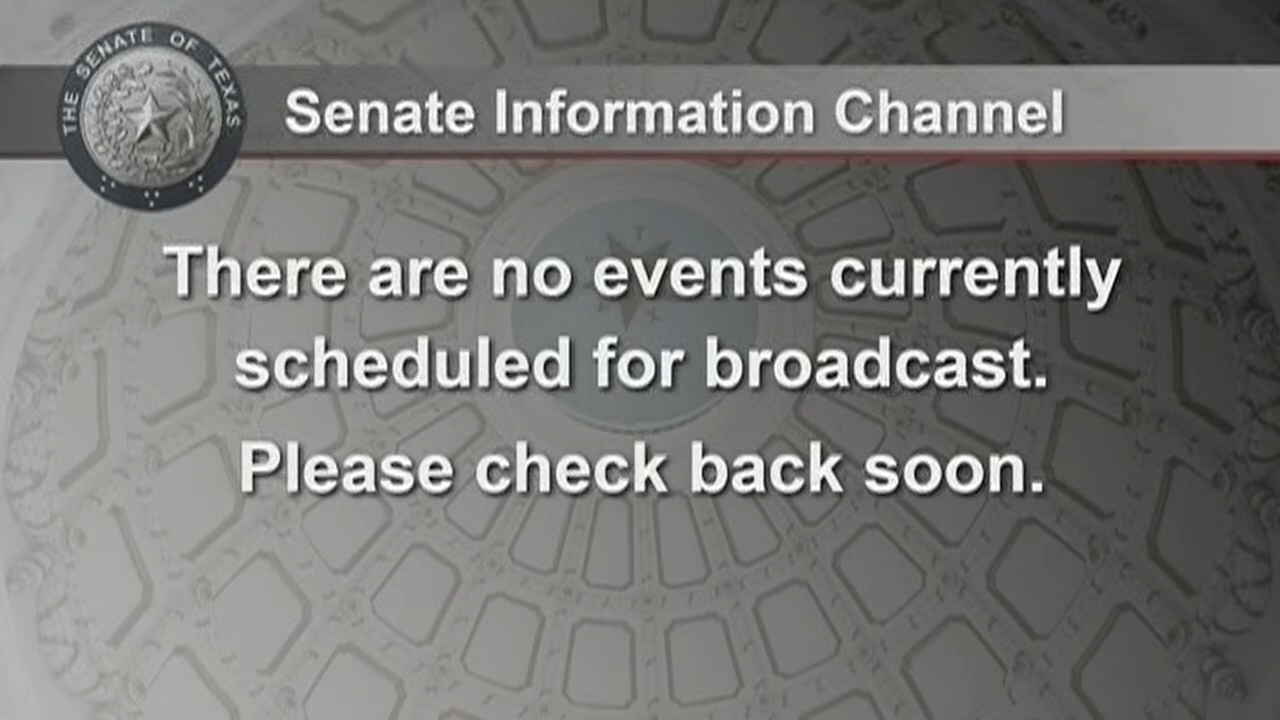 THE SENATE OF TEXAS
Senate Information Channel
There are no events currently
scheduled for broadcast.
Please check back soon.